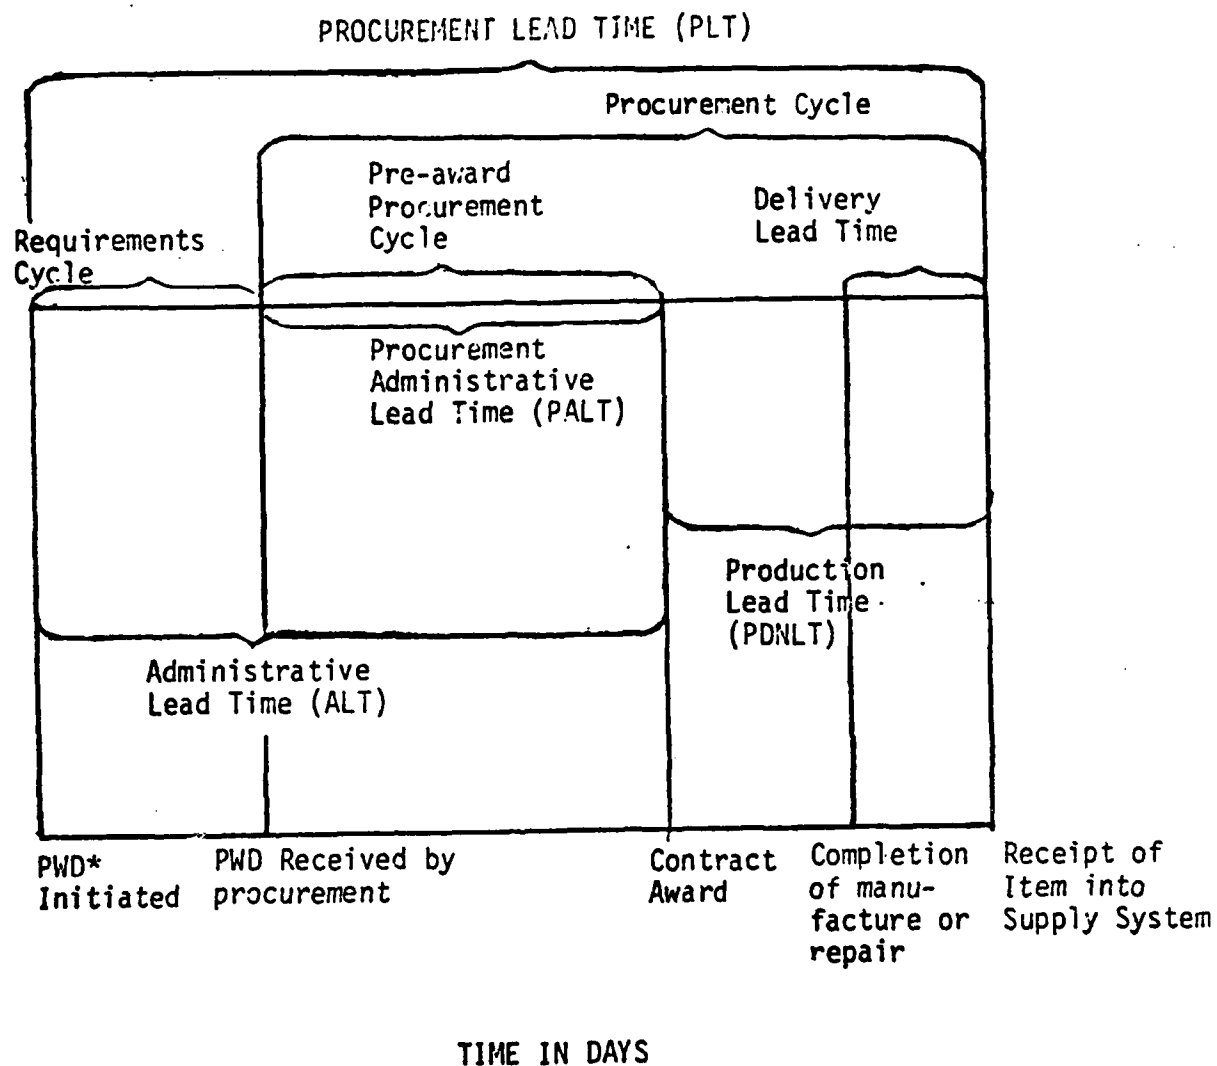 PROCUREMENT LEAD TIME (PLT)
Procurement Cycle
Pre-award
Procurement
Cycle
Delivery
Lead Time
Requirements
Cycle
Procurement
Administrative
Lead Time (PALT)
Production
Lead Time
(PDNLT)
Administrative
Lead Time (ALT)
PWD*
Initiated
PWD Received by
procurement
Contract
Award
Completion
of manu-
facture or
repair
Receipt of
Item into
Supply System
TIME IN DAYS